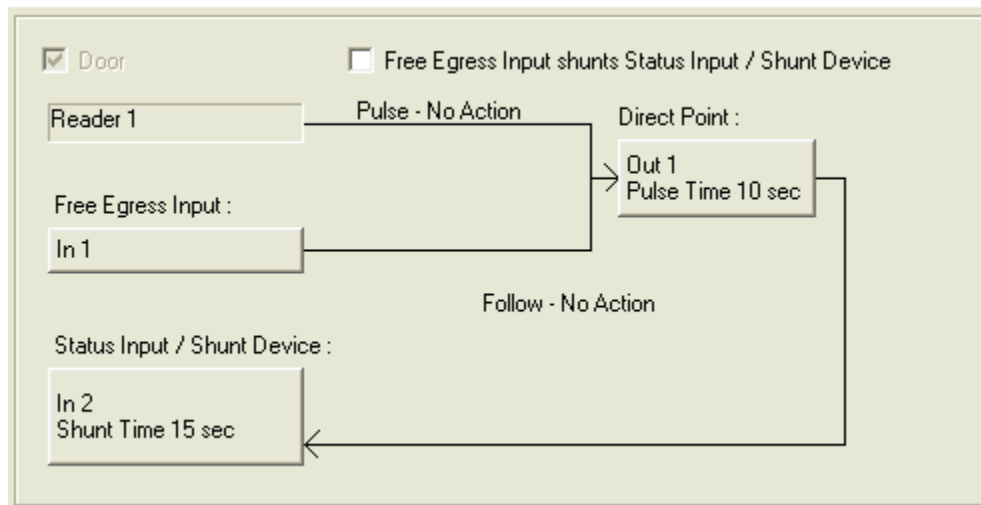 Door
Free Egress Input shunts Status Input / Shunt Device
Reader 1
Pulse - No Action
Direct Point :
Out 1
Pulse Time 10 sec
Free Egress Input :
In 1
Follow - No Action
Status Input / Shunt Device :
In 2
Shunt Time 15 sec